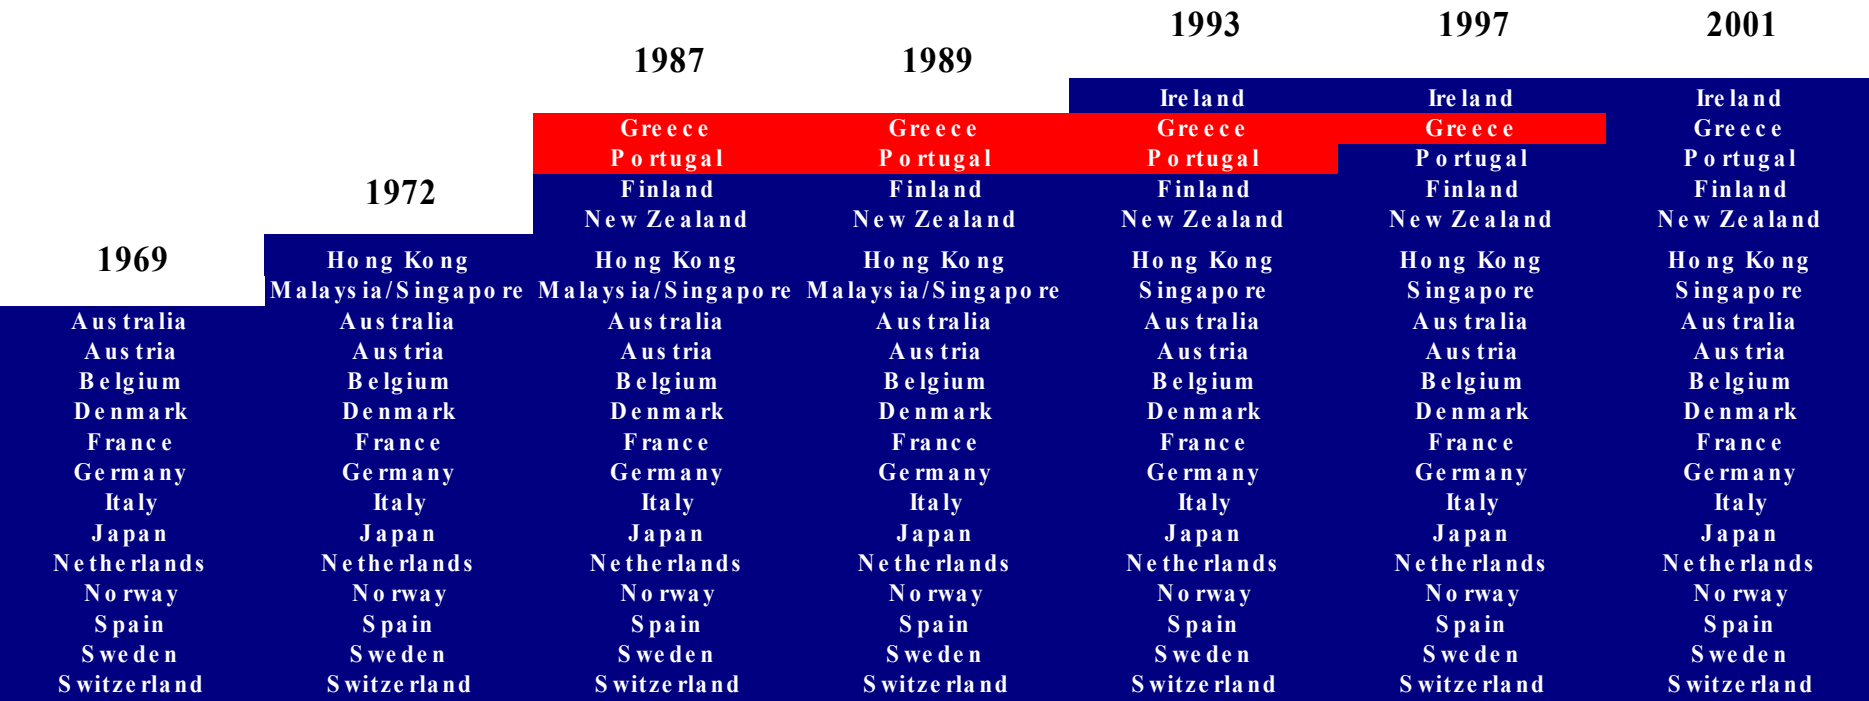 1993 1997 2001
1987 1989
Ireland Ireland Ireland
Greece Greece Greece Greece Greece
Portugal Portugal Portugal Portugal Portugal
1972 Finland Finland Finland Finland Finland
New Zealand New Zealand New Zealand New Zealand New Zealand
1969 Hong Kong Hong Kong Hong Kong Hong Kong Hong Kong Hong Kong
Malaysia/Singapore Malaysia/Singapore Malaysia/Singapore Singapore Singapore Singapore
Australia Australia Australia Australia Australia Australia Australia
Austria Austria Austria Austria Austria Austria Austria
Belgium Belgium Belgium Belgium Belgium Belgium Belgium
Denmark Denmark Denmark Denmark Denmark Denmark Denmark
France France France France France France France
Germany Germany Germany Germany Germany Germany Germany
Italy Italy Italy Italy Italy Italy Italy
Japan Japan Japan Japan Japan Japan Japan
Netherlands Netherlands Netherlands Netherlands Netherlands Netherlands Netherlands
Norway Norway Norway Norway Norway Norway Norway
Spain Spain Spain Spain Spain Spain Spain
Sweden Sweden Sweden Sweden Sweden Sweden Sweden
Switzerland Switzerland Switzerland Switzerland Switzerland Switzerland Switzerland